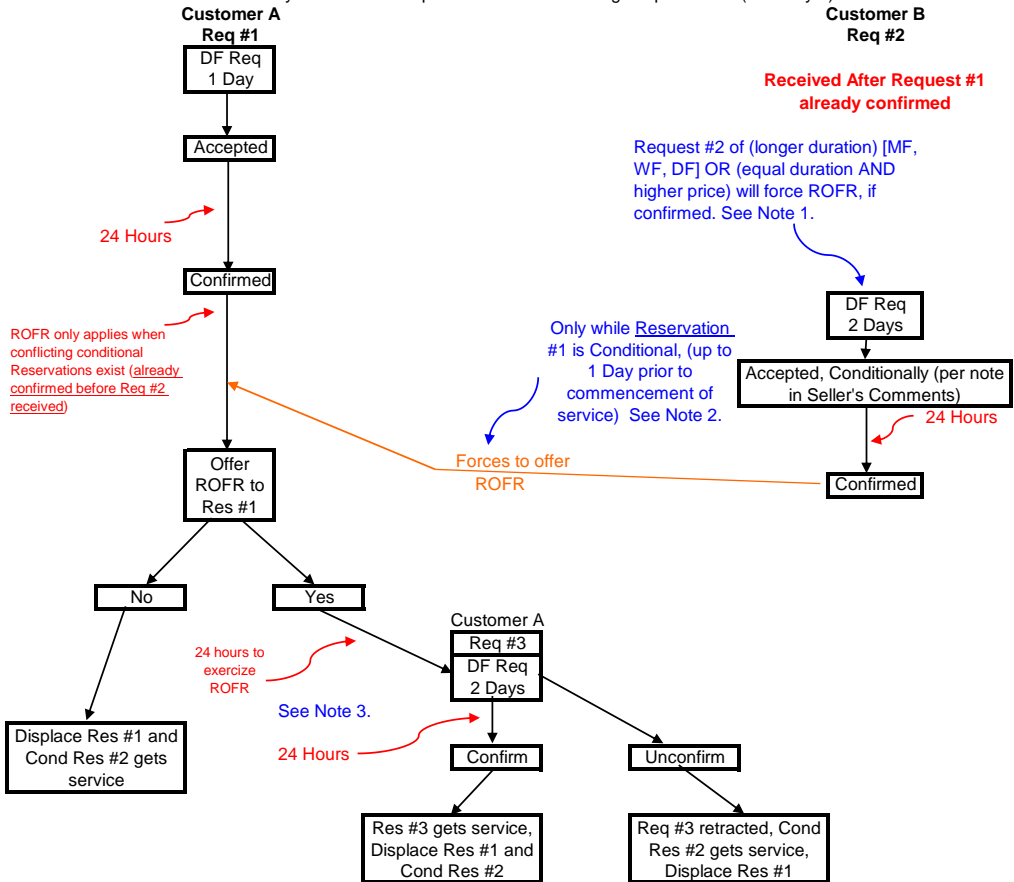 Customer A
Req #1
DF Req
1 Day
Accepted
24 Hours
Confirmed
ROFR only applies when
conflicting conditional
Reservations exist (already
confirmed before Req #2
received)
Offer
ROFR to
Res #1
No
Yes
Displace Res #1 and
Cond Res #2 gets
service
24 hours to
exercize
ROFR
See Note 3.
24 Hours
Customer A
Req #3
DF Req
2 Days
Confirm
Unconfirm
Res #3 gets service,
Displace Res #1 and
Cond Res #2
Req #3 retracted, Cond
Res #2 gets service,
Displace Res #1
Customer B
Req #2
Received After Request #1
already confirmed
Request #2 of (longer duration) [MF,
WF, DF] OR (equal duration AND
higher price) will force ROFR, if
confirmed. See Note 1.
DF Req
2 Days
Accepted, Conditionally (per note
in Seller's Comments)
24 Hours
Confirmed
Only while Reservation
#1 is Conditional, (up to
1 Day prior to
commencement of
service)  See Note 2.
Forces to offer
ROFR